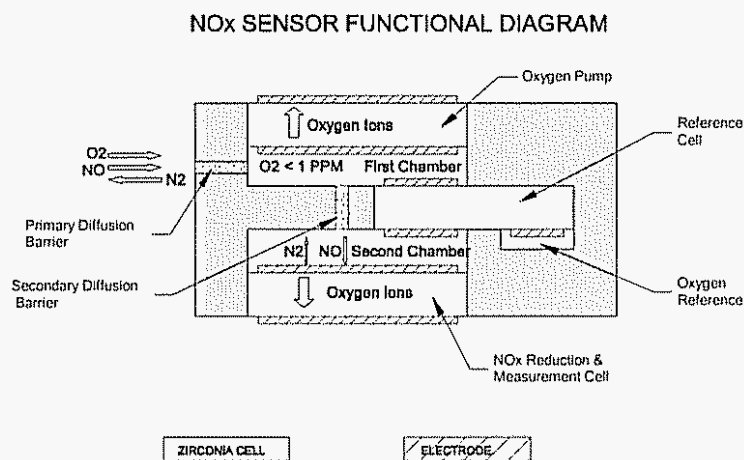 NOx SENSOR FUNCTIONAL DIAGRAM
Oxygen Pump
Oxygen Ions
Reference
Cell
O2
NO
N2
O2 < 1 PPM First Chamber
Primary Diffusion
Barrier
N2 NO Second Chamber
Secondary Diffusion
Barrier
Oxygen Ions
Oxygen
Reference
NOx Reduction &
Measurement Cell
ZIRCONIA CELL
ELECTRODE